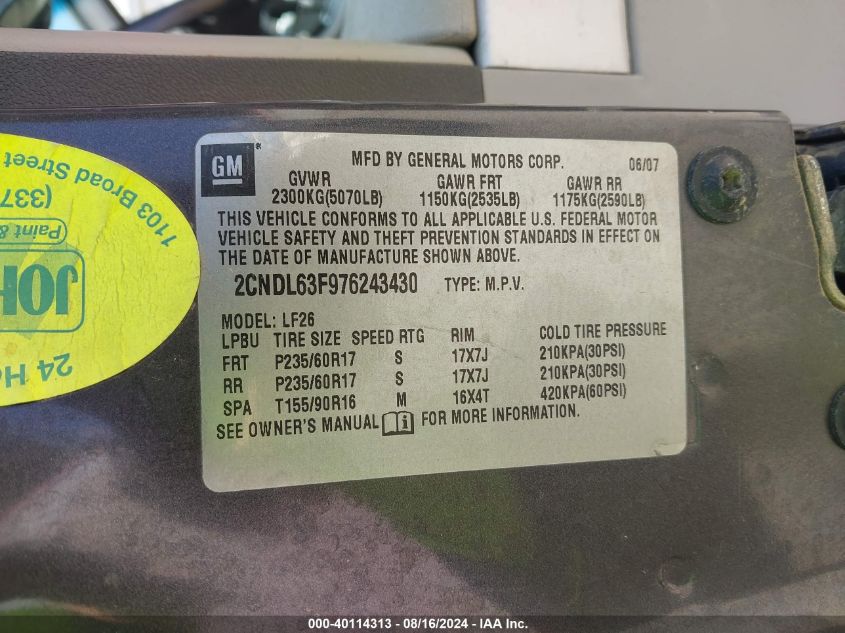 GM
MFD BY GENERAL MOTORS CORP. 06/07
GVWR GAWR FRT GAWR RR
2300KG(5070LB) 1150KG(2535LB) 1175KG(2590LB)
THIS VEHICLE CONFORMS TO ALL APPLICABLE U.S. FEDERAL MOTOR
VEHICLE SAFETY AND THEFT PREVENTION STANDARDS IN EFFECT ON
THE DATE OF MANUFACTURE SHOWN ABOVE.
2CNDL63F976243430 TYPE: M.P.V.
MODEL: LF26
LPBU TIRE SIZE SPEED RTG RIM COLD TIRE PRESSURE
FRT P235/60R17 S 17X7J 210KPA(30PSI)
RR P235/60R17 S 17X7J 210KPA(30PSI)
SPA T155/90R16 M 16X4T 420KPA(60PSI)
SEE OWNER'S MANUAL i FOR MORE INFORMATION.
1103 Broad Street
(337
Paint &
JOH
24 Ho
000-40114313 - 08/16/2024 - IAAI Inc.